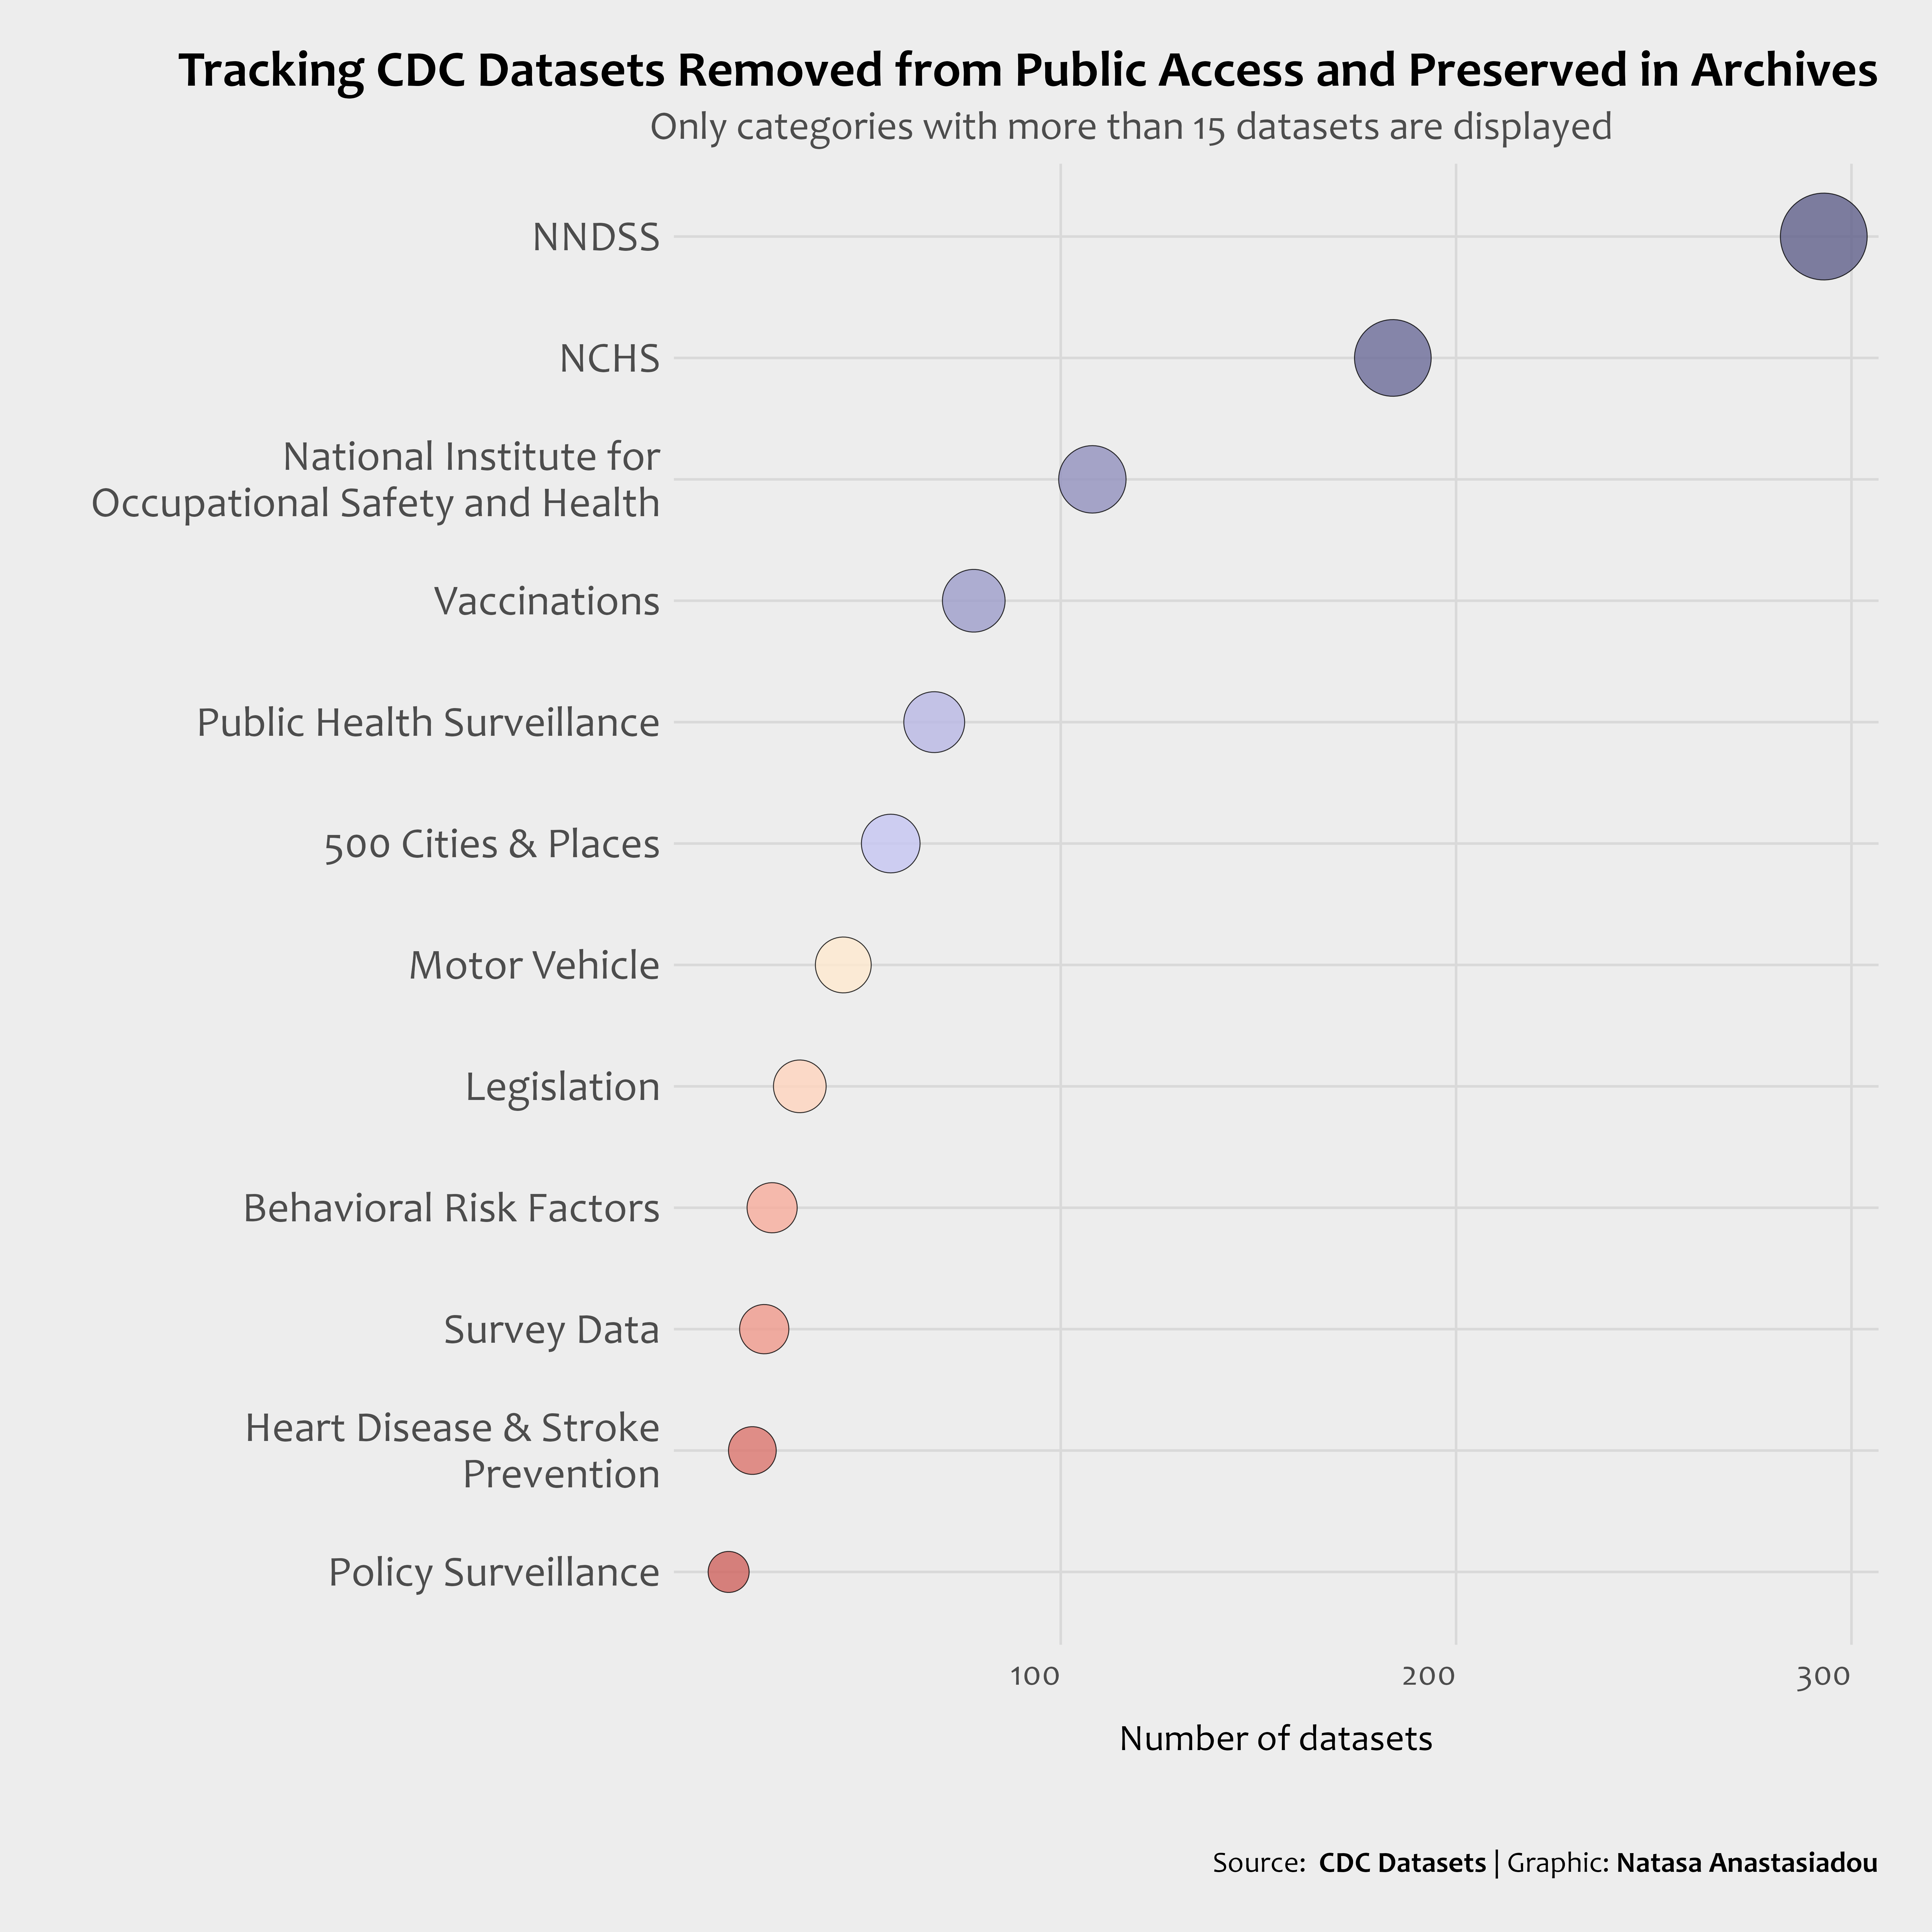 Tracking CDC Datasets Removed from Public Access and Preserved in Archives
Only categories with more than 15 datasets are displayed
NNDSS
NCHS
National Institute for
Occupational Safety and Health
Vaccinations
Public Health Surveillance
500 Cities & Places
Motor Vehicle
Legislation
Behavioral Risk Factors
Survey Data
Heart Disease & Stroke
Prevention
Policy Surveillance
100 200 300
Number of datasets
Source: CDC Datasets | Graphic: Natasa Anastasiadou